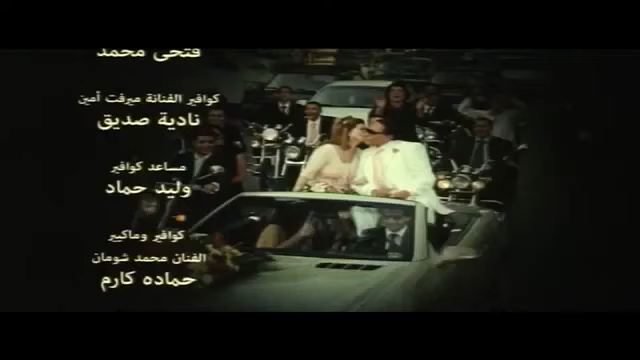 فتحى محمد
كوافير الفنانة ميرفت أمين
نادية صديق
مساعد كوافير
وليد حماد
كوافير وماكيير
الفنان محمد شومان
حماده كارم